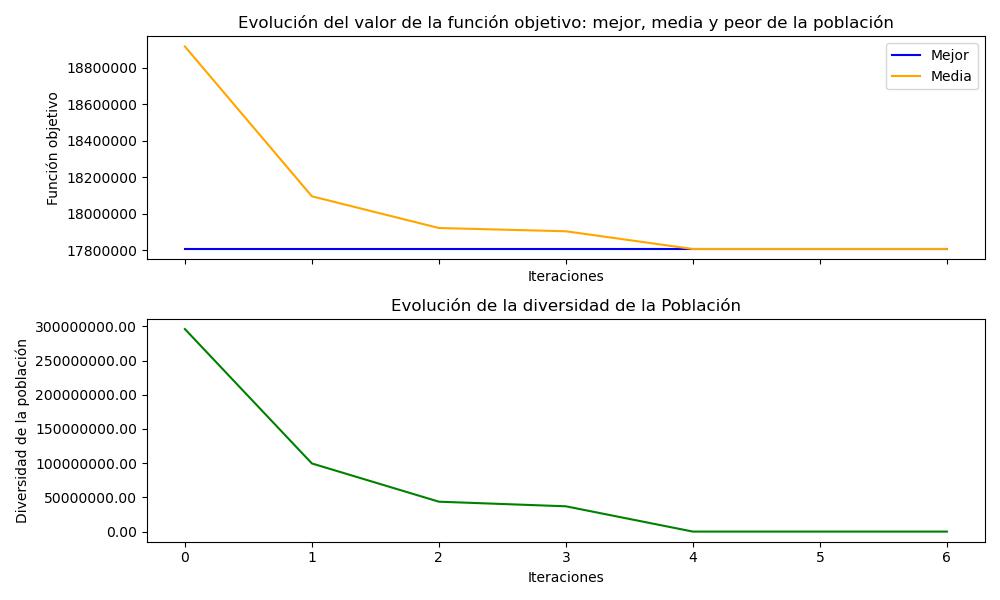 Evolución del valor de la función objetivo: mejor, media y peor de la población
Función objetivo
18800000
18600000
18400000
18200000
18000000
17800000
Mejor
Media
Iteraciones
Evolución de la diversidad de la Población
Diversidad de la población
300000000.00
250000000.00
200000000.00
150000000.00
100000000.00
50000000.00
0.00
0 1 2 3 4 5 6
Iteraciones